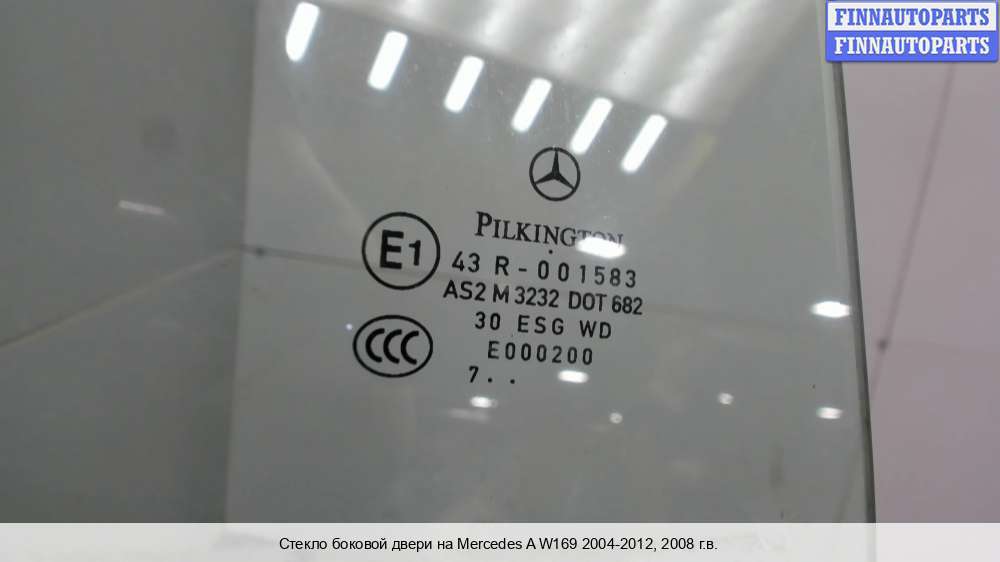 FINNAUTOPARTS
FINNAUTOPARTS
PILKINGTON
E1
43 R-001583
AS2 M 3232 DOT 682
30 ESG WD
CCC
E000200
7 . .
Стекло боковой двери на Mercedes A W169 2004-2012, 2008 г.в.